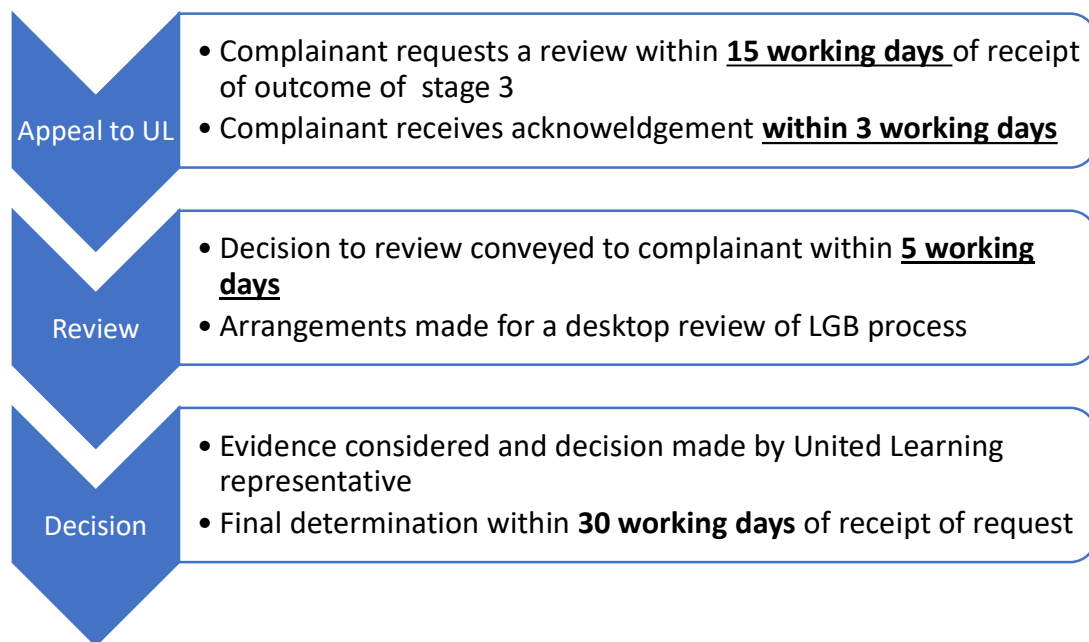 Appeal to UL
• Complainant requests a review within 15 working days of receipt
of outcome of  stage 3
• Complainant receives acknoweldgement within 3 working days
Review
• Decision to review conveyed to complainant within 5 working
days
• Arrangements made for a desktop review of LGB process
Decision
• Evidence considered and decision made by United Learning
representative
• Final determination within 30 working days of receipt of request